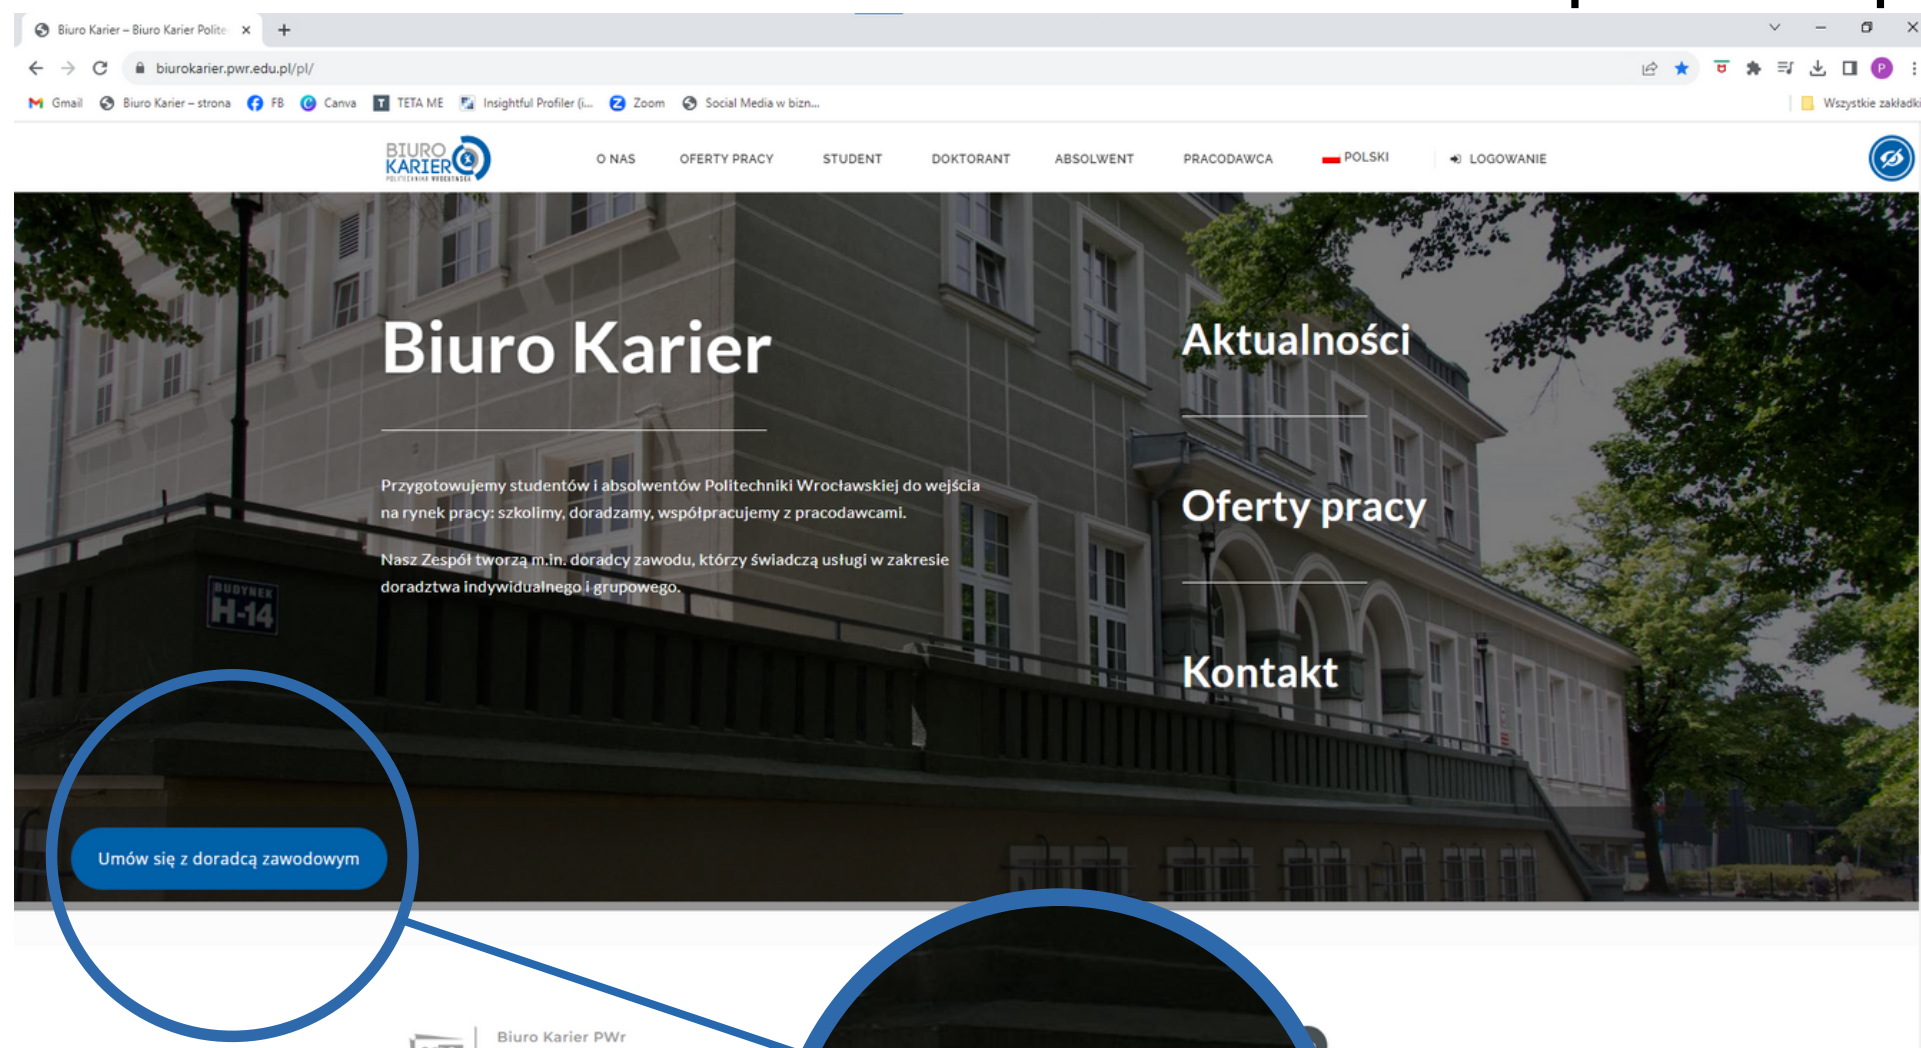 Biuro Karier – Biuro Karier Polite
biurokarier.pwr.edu.pl/pl/
Gmail Biuro Karier – strona FB Canva TETA ME Insightful Profiler (i... Zoom Social Media w bizn... Wszystkie zakładki
BIURO
KARIER
POLITECHNIKA WROCŁAWSKA
O NAS OFERTY PRACY STUDENT DOKTORANT ABSOLWENT PRACODAWCA POLSKI LOGOWANIE
Biuro Karier
Przygotowujemy studentów i absolwentów Politechniki Wrocławskiej do wejścia
na rynek pracy: szkolimy, doradzamy, współpracujemy z pracodawcami.
Nasz Zespół tworzą m.in. doradcy zawodu, którzy świadczą usługi w zakresie
doradztwa indywidualnego i grupowego.
Aktualności
Oferty pracy
Kontakt
BUDYNEK
H-14
Umów się z doradcą zawodowym
Biuro Karier PWr